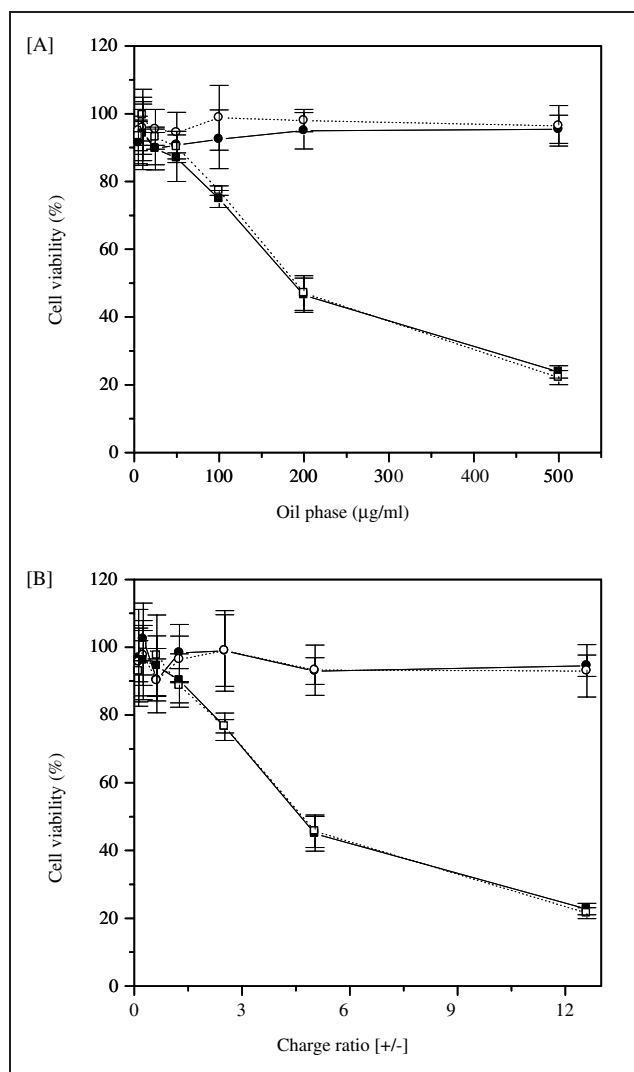 [A]
120
100
80
60
40
20
0
Cell viability (%)
0 100 200 300 400 500
Oil phase (μg/ml)
[B]
120
100
80
60
40
20
0
Cell viability (%)
0 3 6 9 12
Charge ratio [+/-]